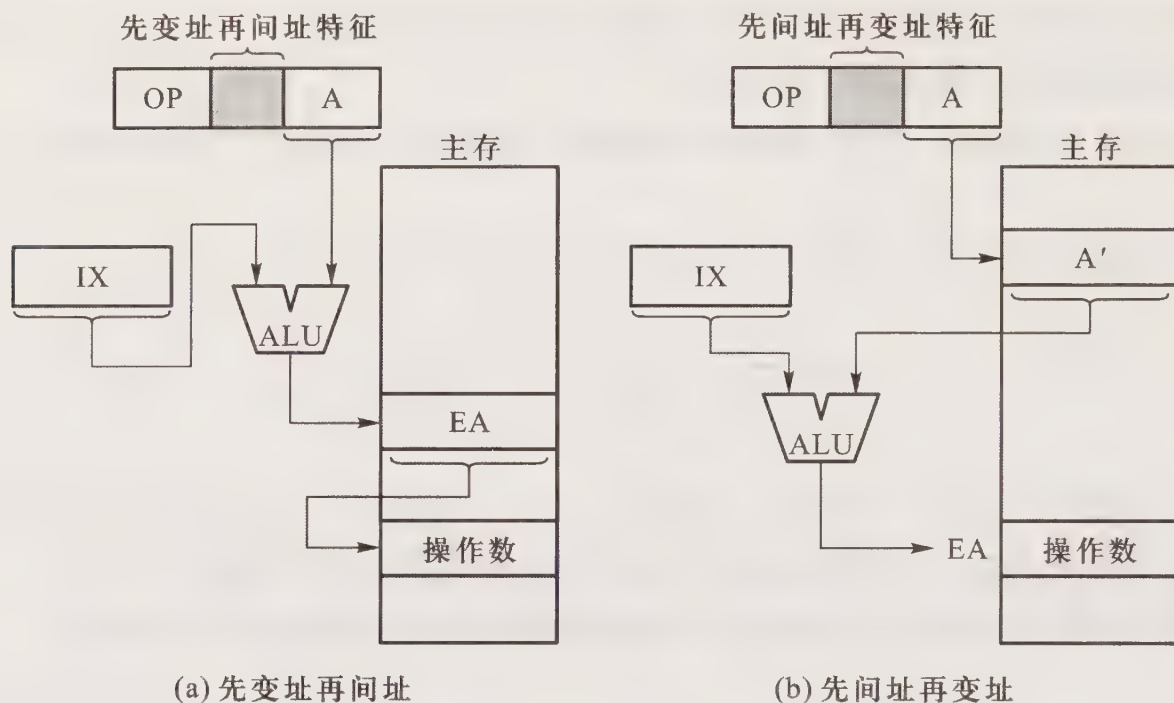 先变址再间址特征
OP A
主存
IX
ALU
EA
操作数
(a) 先变址再间址
先间址再变址特征
OP A
主存
A′
IX
ALU
EA 操作数
(b) 先间址再变址